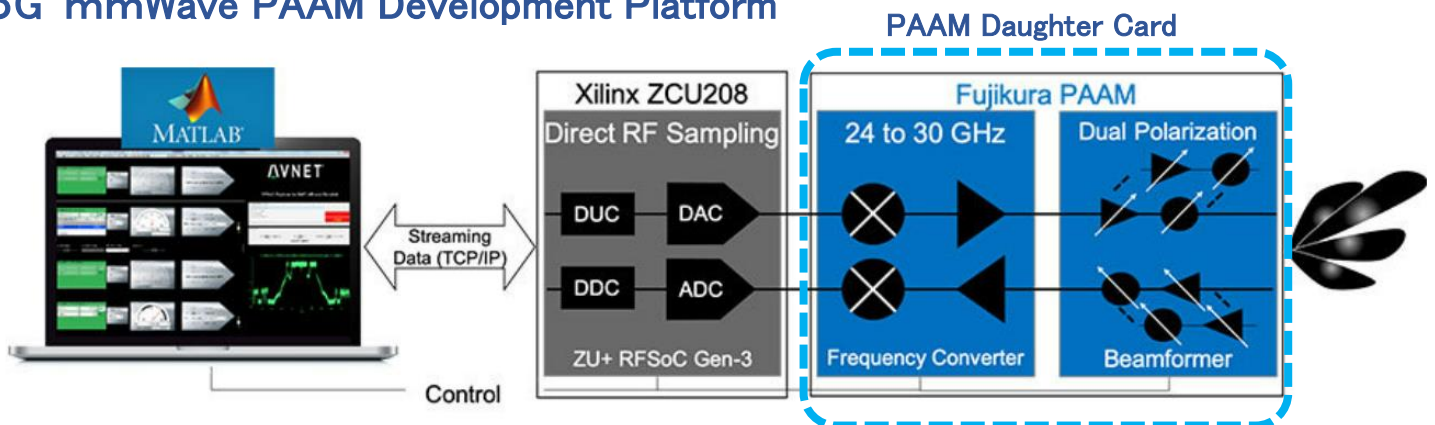 5G mmWave PAAM Development Platform
PAAM Daughter Card
MATLAB
AVNET
Streaming
Data (TCP/IP)
Control
Xilinx ZCU208
Direct RF Sampling
DUC
DAC
DDC
ADC
ZU+ RFSoC Gen-3
Fujikura PAAM
24 to 30 GHz
Frequency Converter
Dual Polarization
Beamformer